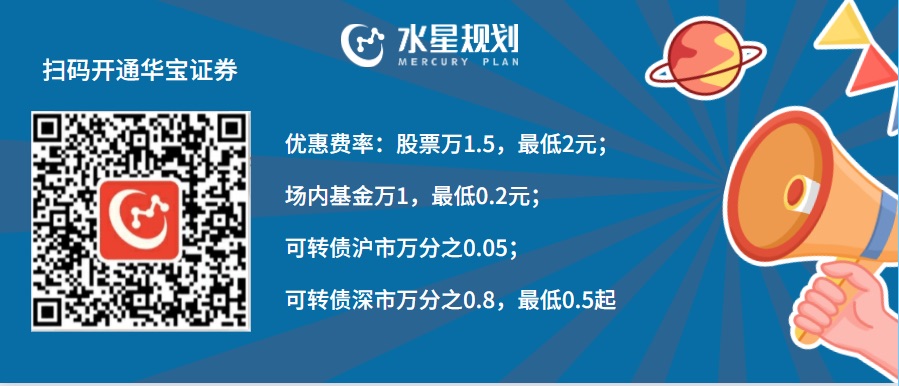 水星规划
MERCURY PLAN
扫码开通华宝证券
优惠费率：股票万1.5，最低2元；
场内基金万1，最低0.2元；
可转债沪市万分之0.05；
可转债深市万分之0.8，最低0.5起